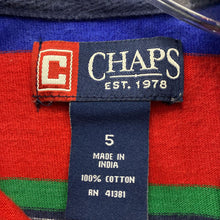 C CHAPS
EST. 1978
5
MADE IN
INDIA
100% COTTON
RN 41381